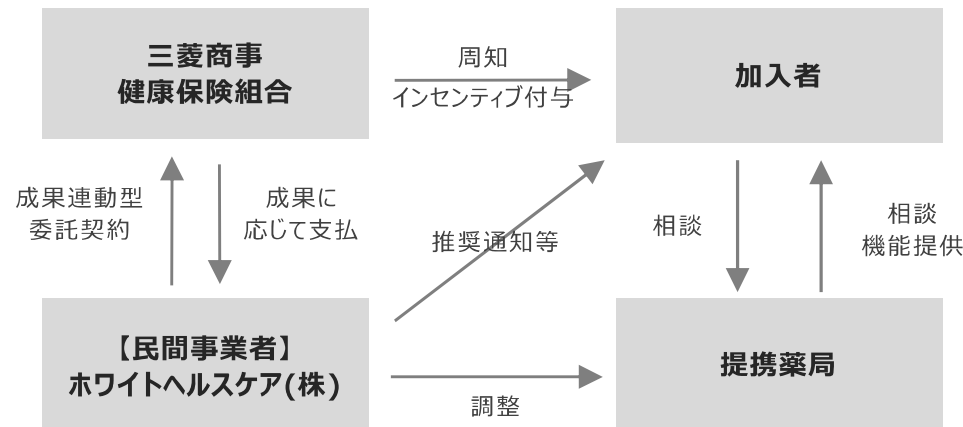 三菱商事
健康保険組合
周知
インセンティブ付与
加入者
成果連動型
委託契約
成果に
応じて支払
推奨通知等
相談
相談
機能提供
【民間事業者】
ホワイトヘルスケア(株)
調整
提携薬局